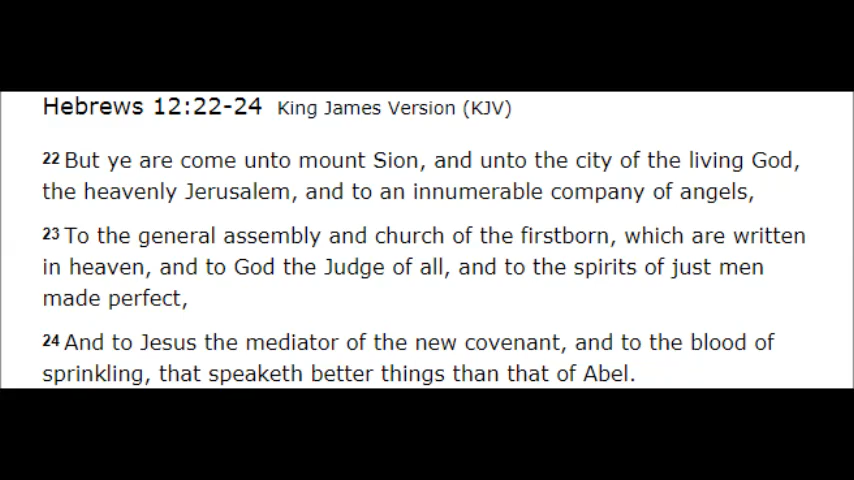 Hebrews 12:22-24 King James Version (KJV)
22 But ye are come unto mount Sion, and unto the city of the living God,
the heavenly Jerusalem, and to an innumerable company of angels,
23 To the general assembly and church of the firstborn, which are written
in heaven, and to God the Judge of all, and to the spirits of just men
made perfect,
24 And to Jesus the mediator of the new covenant, and to the blood of
sprinkling, that speaketh better things than that of Abel.